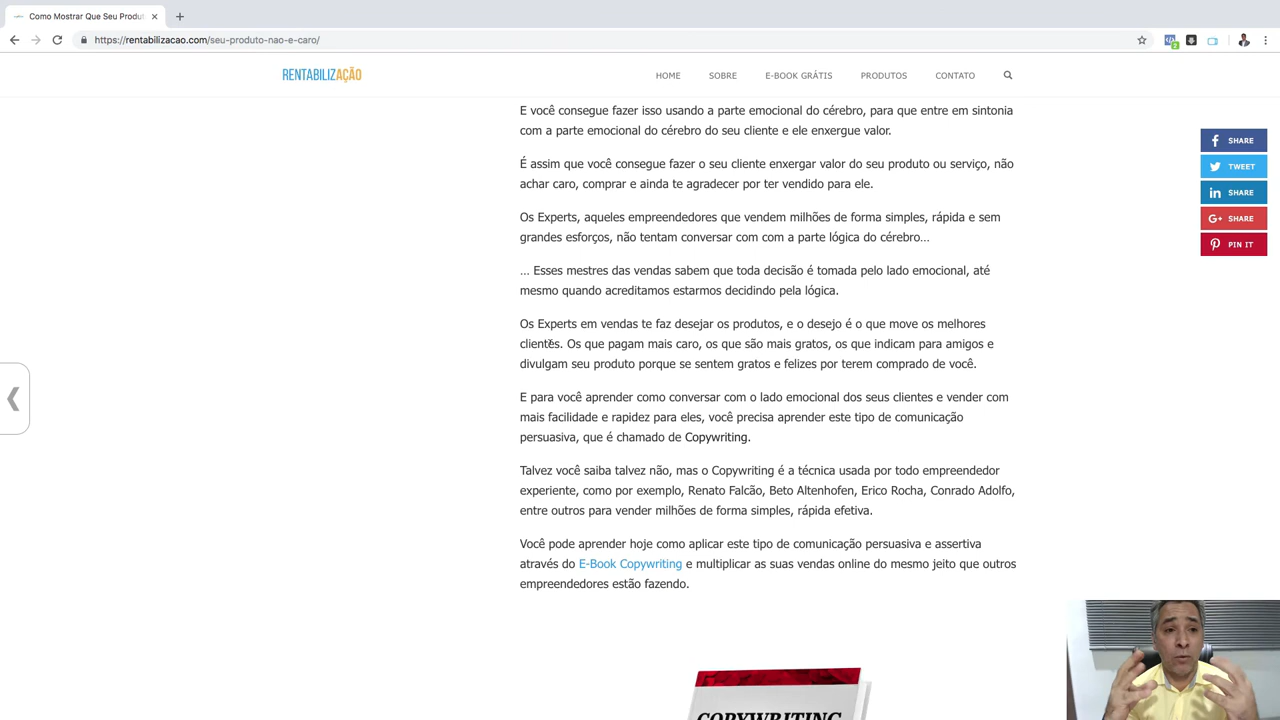 Como Mostrar Que Seu Produt
https://rentabilizacao.com/seu-produto-nao-e-caro/
2
RENTABILIZAÇÃO
HOME
SOBRE
E-BOOK GRÁTIS
PRODUTOS
CONTATO
E você consegue fazer isso usando a parte emocional do cérebro, para que entre em sintonia
com a parte emocional do cérebro do seu cliente e ele enxergue valor.
É assim que você consegue fazer o seu cliente enxergar valor do seu produto ou serviço, não
achar caro, comprar e ainda te agradecer por ter vendido para ele.
Os Experts, aqueles empreendedores que vendem milhões de forma simples, rápida e sem
grandes esforços, não tentam conversar com com a parte lógica do cérebro…
… Esses mestres das vendas sabem que toda decisão é tomada pelo lado emocional, até
mesmo quando acreditamos estarmos decidindo pela lógica.
Os Experts em vendas te faz desejar os produtos, e o desejo é o que move os melhores
clientes. Os que pagam mais caro, os que são mais gratos, os que indicam para amigos e
divulgam seu produto porque se sentem gratos e felizes por terem comprado de você.
E para você aprender como conversar com o lado emocional dos seus clientes e vender com
mais facilidade e rapidez para eles, você precisa aprender este tipo de comunicação
persuasiva, que é chamado de Copywriting.
Talvez você saiba talvez não, mas o Copywriting é a técnica usada por todo empreendedor
experiente, como por exemplo, Renato Falcão, Beto Altenhofen, Erico Rocha, Conrado Adolfo,
entre outros para vender milhões de forma simples, rápida efetiva.
Você pode aprender hoje como aplicar este tipo de comunicação persuasiva e assertiva
através do E-Book Copywriting e multiplicar as suas vendas online do mesmo jeito que outros
empreendedores estão fazendo.
COPYWRITING
SHARE
TWEET
SHARE
SHARE
PIN IT